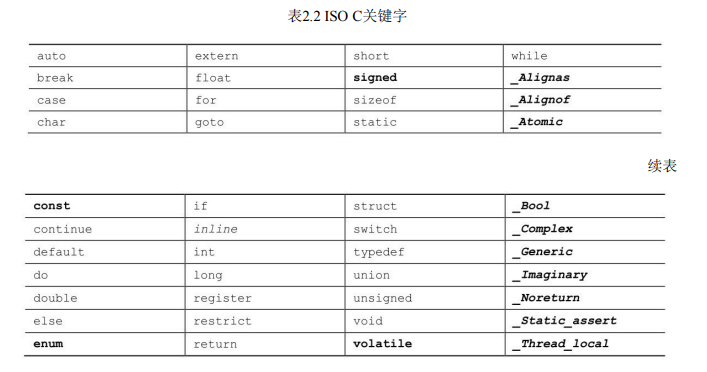 表2.2 ISO C关键字
auto extern short while
break float signed _Alignas
case for sizeof _Alignof
char goto static _Atomic
续表
const if struct _Bool
continue inline switch _Complex
default int typedef _Generic
do long union _Imaginary
double register unsigned _Noreturn
else restrict void _Static_assert
enum return volatile _Thread_local